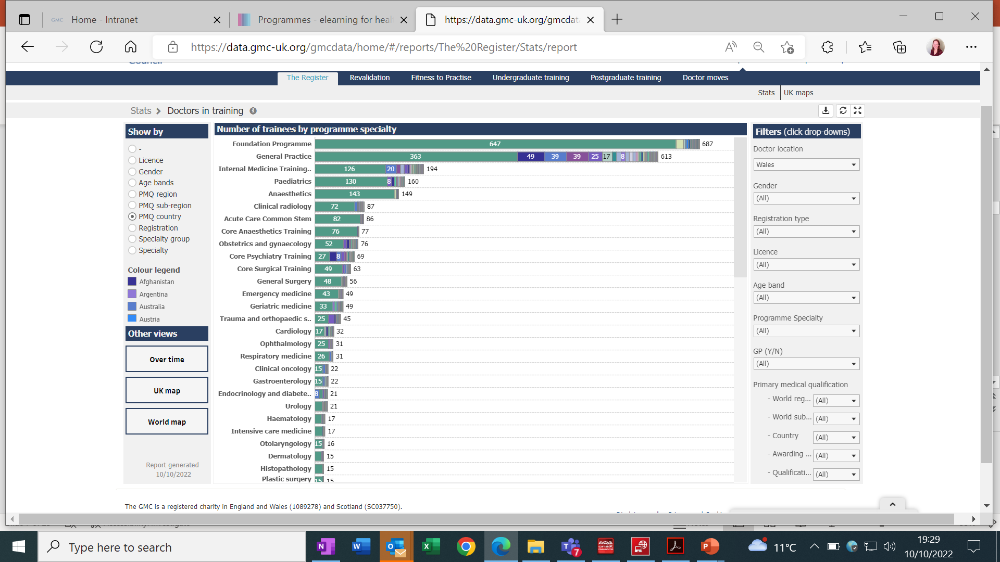 GMC Home - Intranet
Programmes - elearning for heal
https://data.gmc-uk.org/gmcdata
https://data.gmc-uk.org/gmcdata/home/#/reports/The%20Register/Stats/report
Council
The Register
Revalidation
Fitness to Practise
Undergraduate training
Postgraduate training
Doctor moves
Stats
UK maps
Stats
Doctors in training
Show by
-
Licence
Gender
Age bands
PMQ region
PMQ sub-region
PMQ country
Registration
Specialty group
Specialty
Colour legend
Afghanistan
Argentina
Australia
Austria
Other views
Over time
UK map
World map
Report generated
10/10/2022
Number of trainees by programme specialty
Foundation Programme 647 687
General Practice 363 49 39 39 25 17 8 613
Internal Medicine Training.. 126 20 194
Paediatrics 130 8 160
Anaesthetics 143 149
Clinical radiology 72 87
Acute Care Common Stem 82 86
Core Anaesthetics Training 76 77
Obstetrics and gynaecology 52 76
Core Psychiatry Training 27 8 69
Core Surgical Training 49 63
General Surgery 48 56
Emergency medicine 43 49
Geriatric medicine 33 49
Trauma and orthopaedic s.. 25 45
Cardiology 17 32
Ophthalmology 25 31
Respiratory medicine 26 31
Clinical oncology 15 22
Gastroenterology 15 22
Endocrinology and diabete.. 8 21
Urology 21
Haematology 17
Intensive care medicine 17
Otolaryngology 15 16
Dermatology 15
Histopathology 15
Plastic surgery 15 15
Filters (click drop-downs)
Doctor location
Wales
Gender
(All)
Registration type
(All)
Licence
(All)
Age band
(All)
Programme Specialty
(All)
GP (Y/N)
(All)
Primary medical qualification
- World reg... (All)
- World sub... (All)
- Country (All)
- Awarding ... (All)
- Qualificati... (All)
The GMC is a registered charity in England and Wales (1089278) and Scotland (SC037750).
Type here to search
7
11°C
19:29
10/10/2022